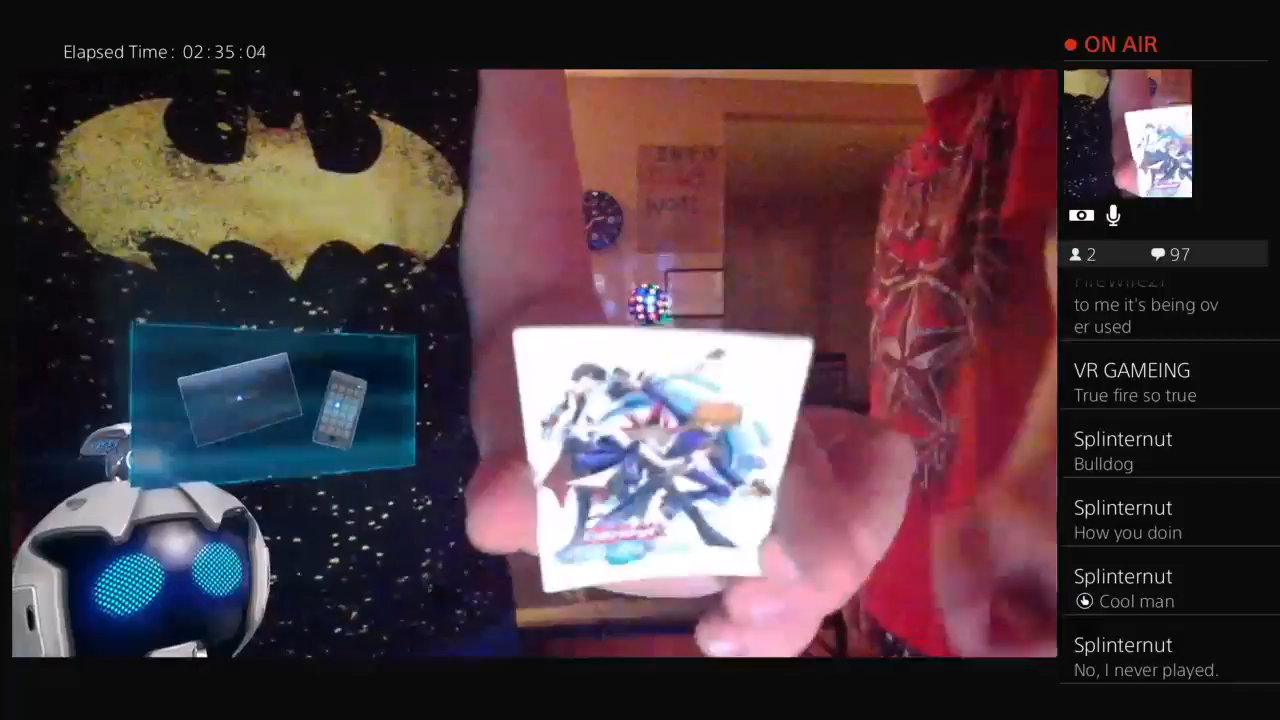 Elapsed Time: 02:35:04
ON AIR
2
97
FireWife21
to me it's being ov
er used
VR GAMEING
True fire so true
Splinternut
Bulldog
Splinternut
How you doin
Splinternut
Cool man
Splinternut
No, I never played.